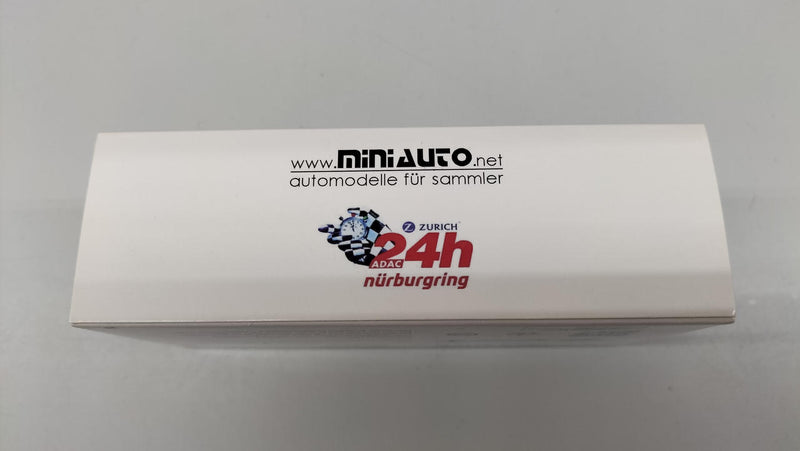 www.miniAUTO.net
automodelle für sammler
Z ZURICH
24h
ADAC
nürburgring